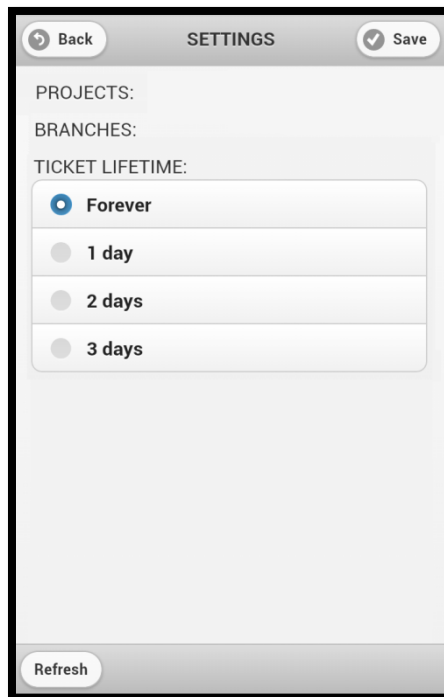 Back SETTINGS Save
PROJECTS:
BRANCHES:
TICKET LIFETIME:
Forever
1 day
2 days
3 days
Refresh